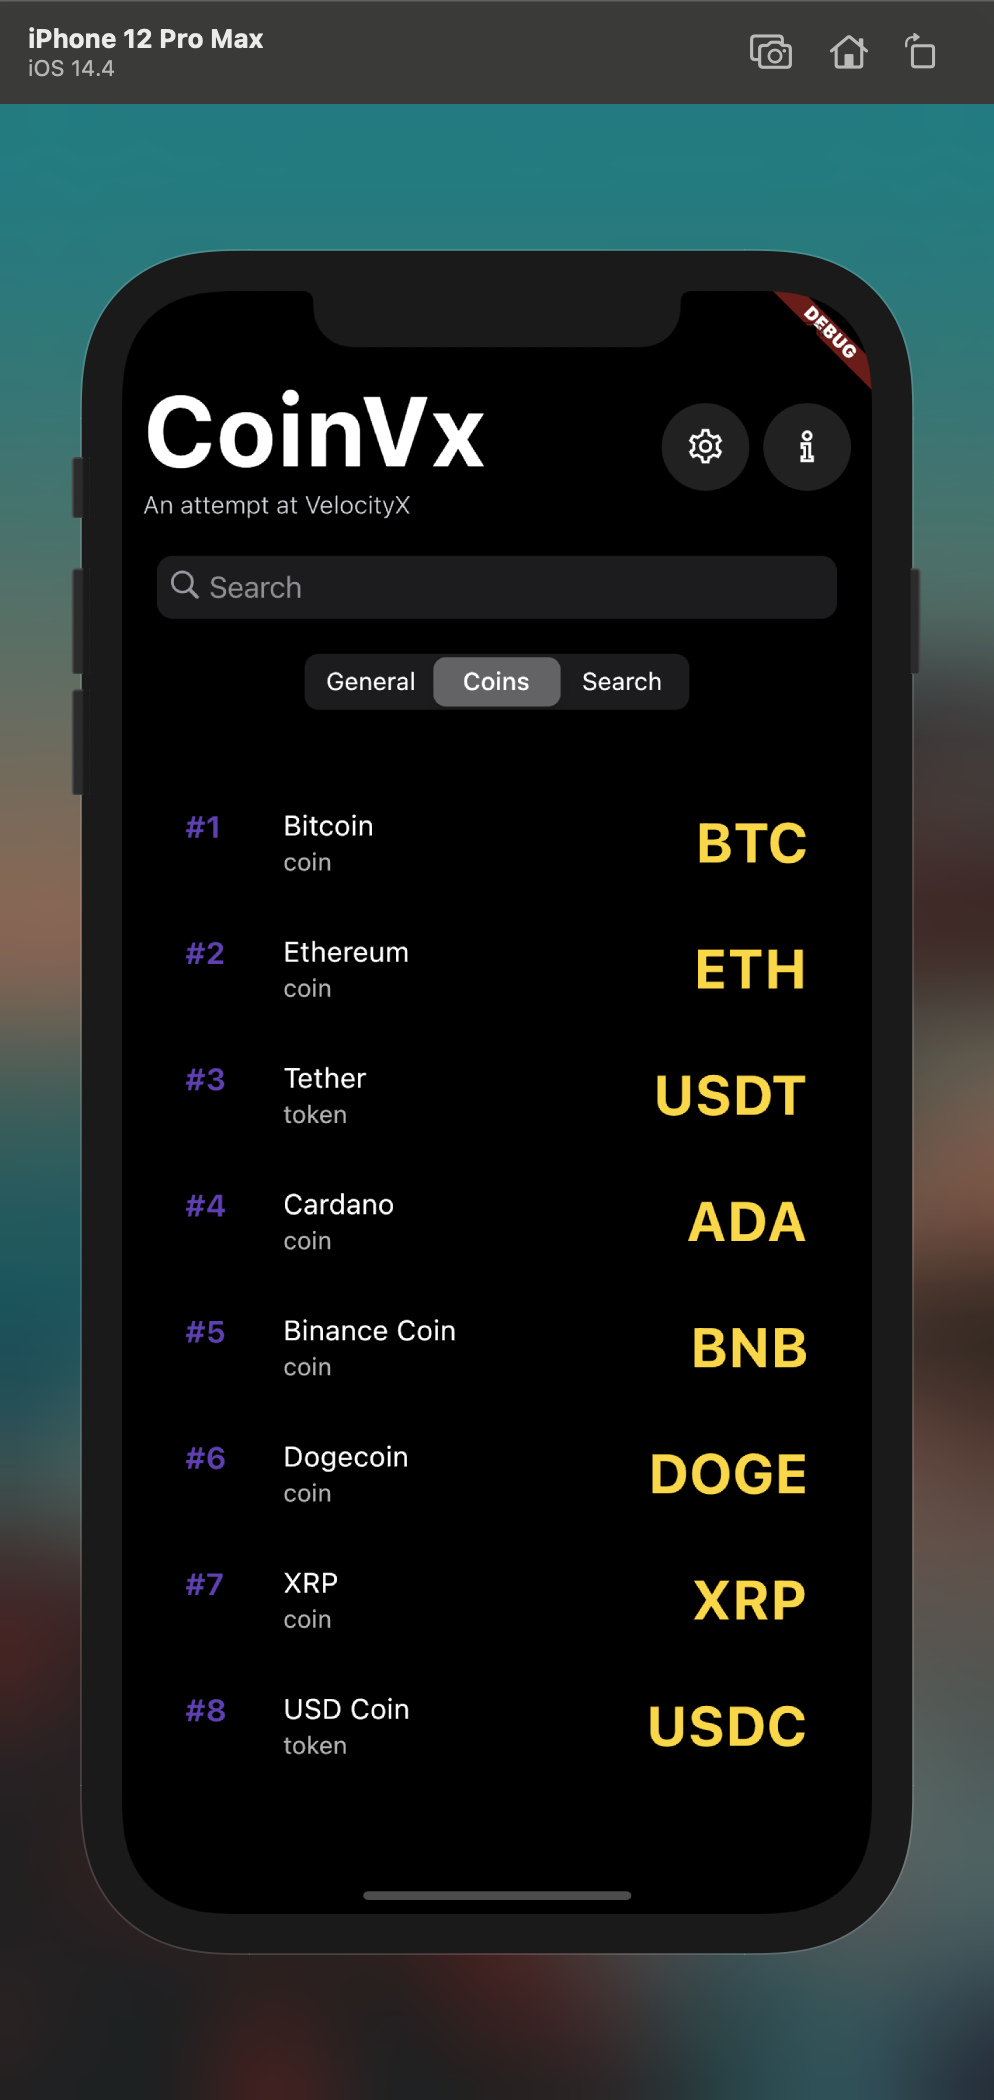 iPhone 12 Pro Max
iOS 14.4
DEBUG
CoinVx
An attempt at VelocityX
Search
General Coins Search
#1 Bitcoin BTC
coin
#2 Ethereum ETH
coin
#3 Tether USDT
token
#4 Cardano ADA
coin
#5 Binance Coin BNB
coin
#6 Dogecoin DOGE
coin
#7 XRP XRP
coin
#8 USD Coin USDC
token